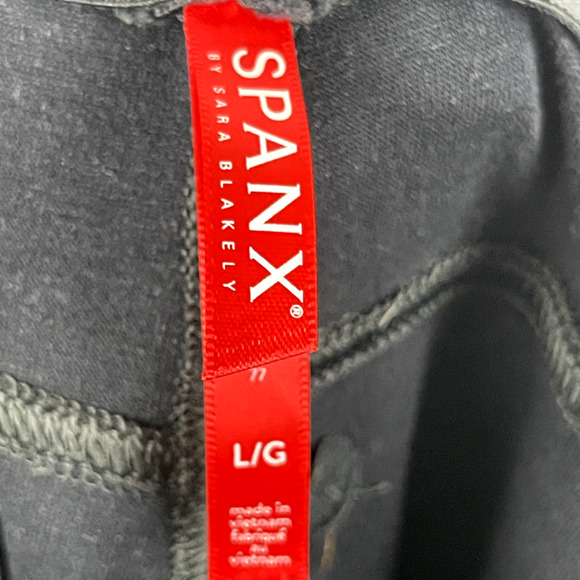 SPANX®
BY SARA BLAKELY
L/G
made in
vietnam
fabriqué
au
vietnam